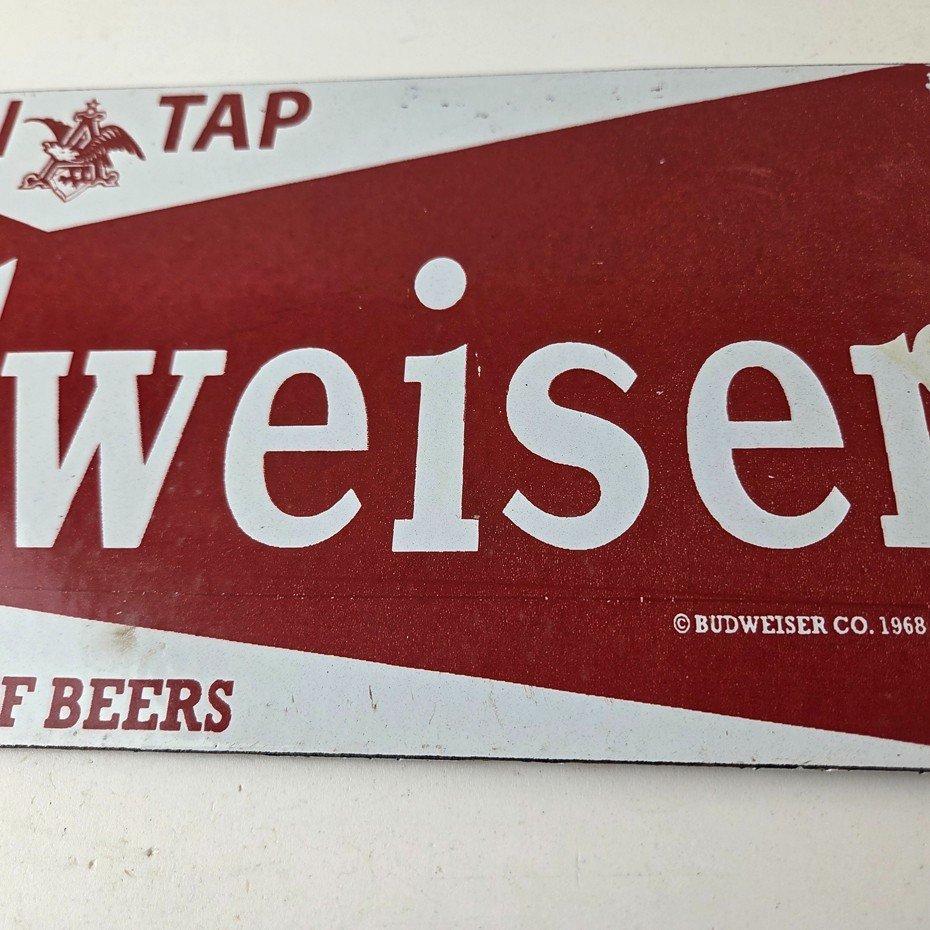 TAP
weiser
© BUDWEISER CO. 1968
F BEERS